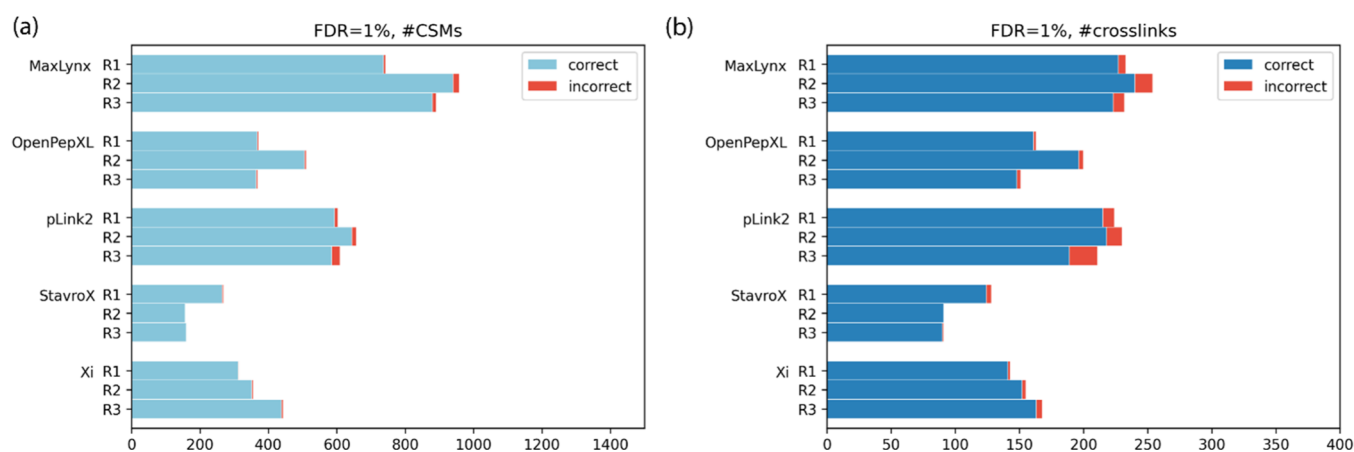 (a)
FDR=1%, #CSMs
MaxLynx R1
R2
R3
OpenPepXL R1
R2
R3
pLink2 R1
R2
R3
StavroX R1
R2
R3
Xi R1
R2
R3
correct
incorrect
0 200 400 600 800 1000 1200 1400
(b)
FDR=1%, #crosslinks
MaxLynx R1
R2
R3
OpenPepXL R1
R2
R3
pLink2 R1
R2
R3
StavroX R1
R2
R3
Xi R1
R2
R3
correct
incorrect
0 50 100 150 200 250 300 350 400